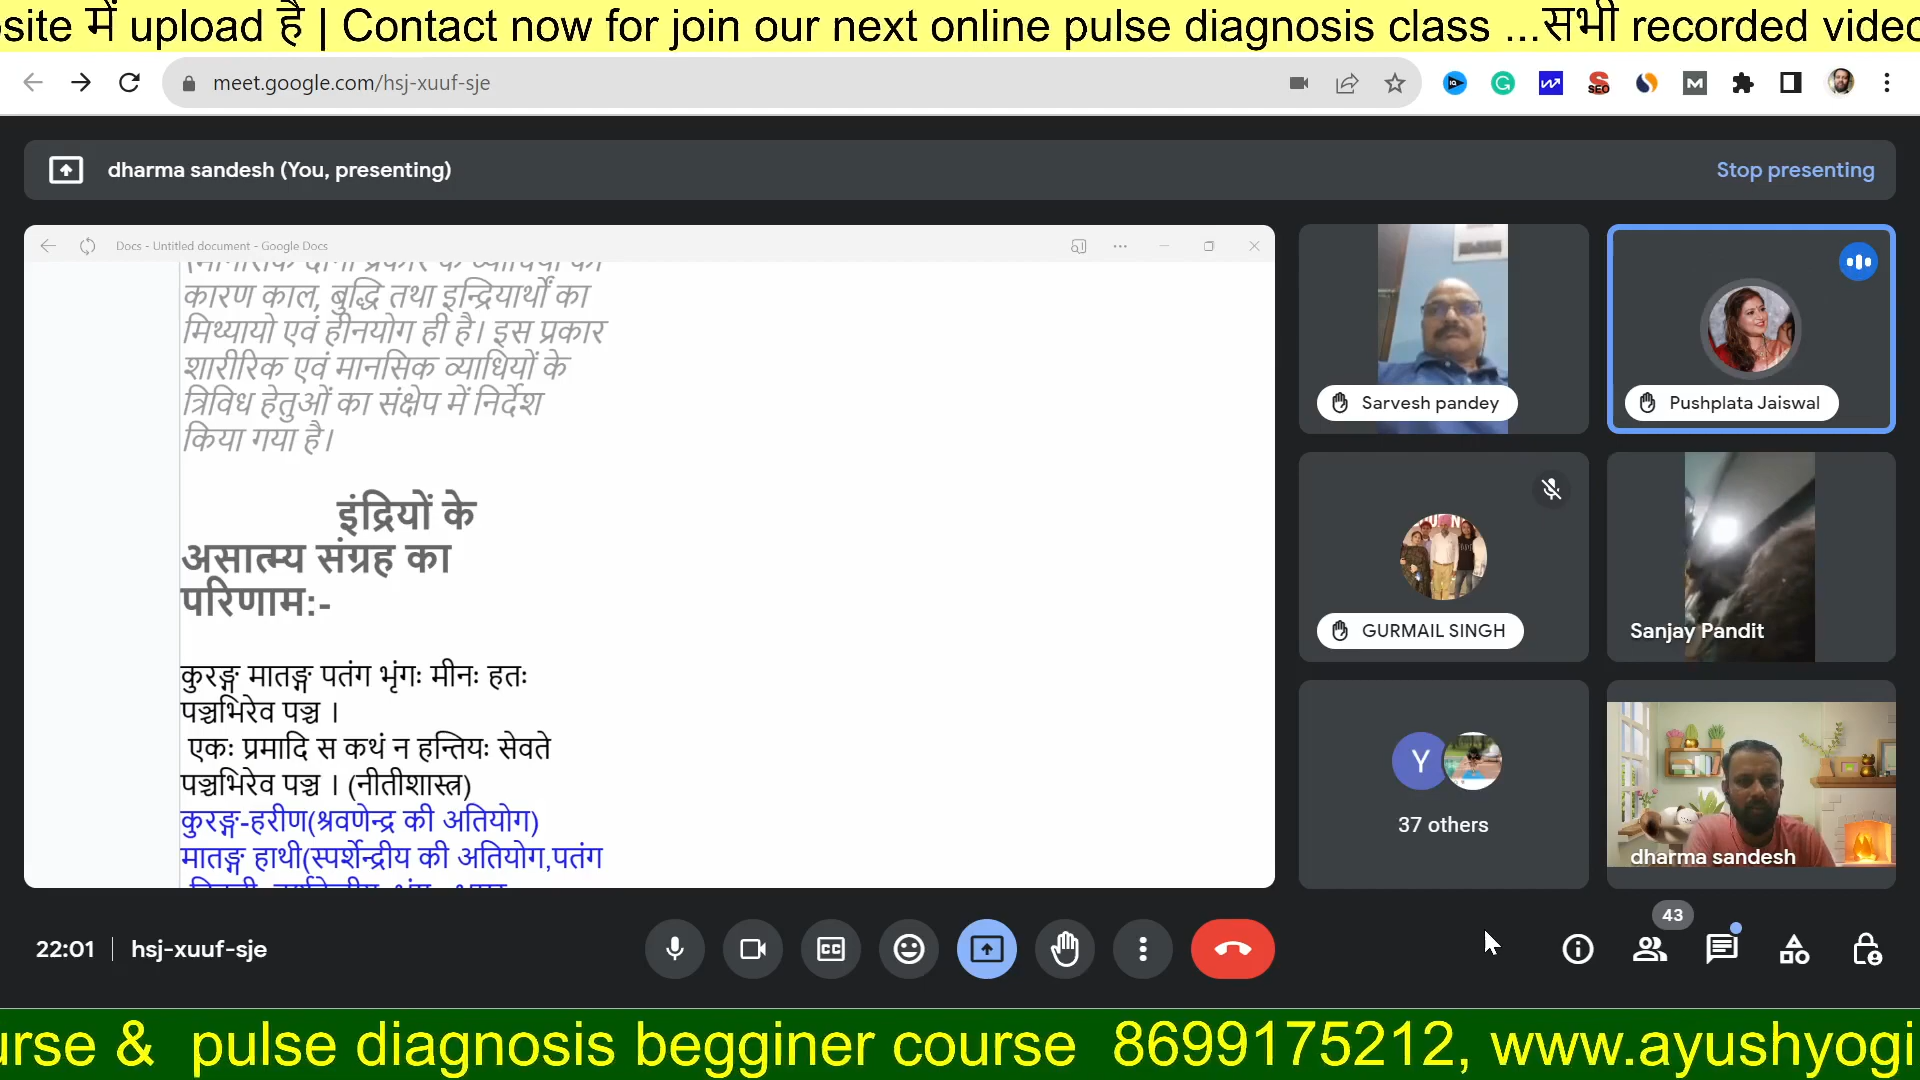 site में upload है | Contact now for join our next online pulse diagnosis class ...सभी recorded video
meet.google.com/hsj-xuuf-sje
dharma sandesh (You, presenting)
Stop presenting
Docs - Untitled document - Google Docs
कारण काल, बुद्धि तथा इन्द्रियार्थों का
मिथ्यायो एवं हीनयोग ही है। इस प्रकार
शारीरिक एवं मानसिक व्याधियों के
त्रिविध हेतुओं का संक्षेप में निर्देश
किया गया है।
इंद्रियों के
असात्म्य संग्रह का
परिणाम:-
कुरङ्ग मातङ्ग पतंग भृंगः मीनः हतः
पञ्चभिरेव पञ्च ।
एकः प्रमादि स कथं न हन्तियः सेवते
पञ्चभिरेव पञ्च । (नीतीशास्त्र)
कुरङ्ग-हरीण(श्रवणेन्द्र की अतियोग)
मातङ्ग हाथी(स्पर्शेन्द्रीय की अतियोग,पतंग
Sarvesh pandey
Pushplata Jaiswal
GURMAIL SINGH
Sanjay Pandit
Y
37 others
dharma sandesh
22:01 | hsj-xuuf-sje
43
urse & pulse diagnosis begginer course 8699175212, www.ayushyogi